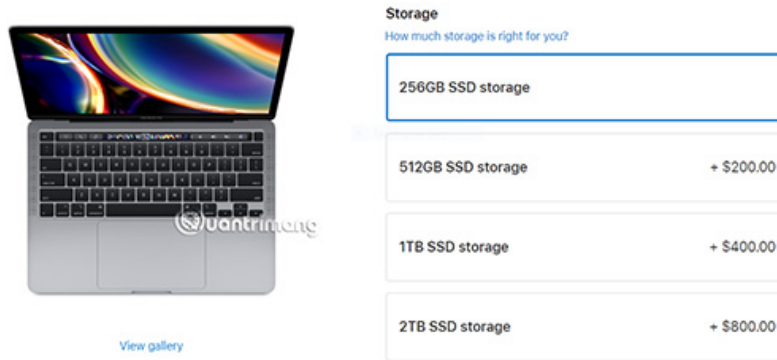 Storage
How much storage is right for you?
256GB SSD storage
512GB SSD storage + $200.00
1TB SSD storage + $400.00
2TB SSD storage + $800.00
Quantrimang
View gallery